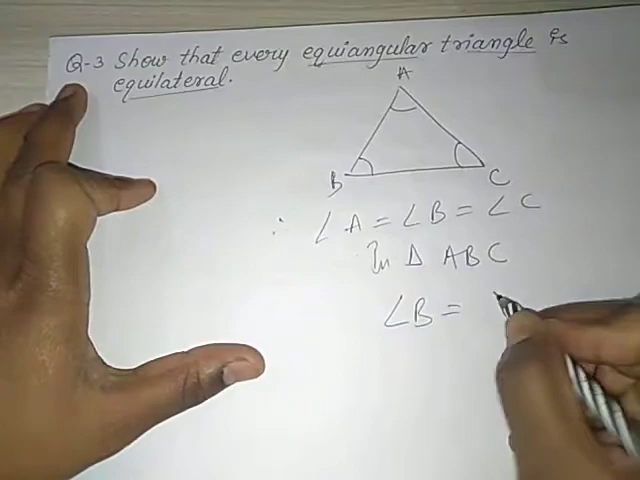 Q-3 Show that every equiangular triangle is
equilateral.
A
B
C
∴ ∠A = ∠B = ∠C
In Δ ABC
∠B =